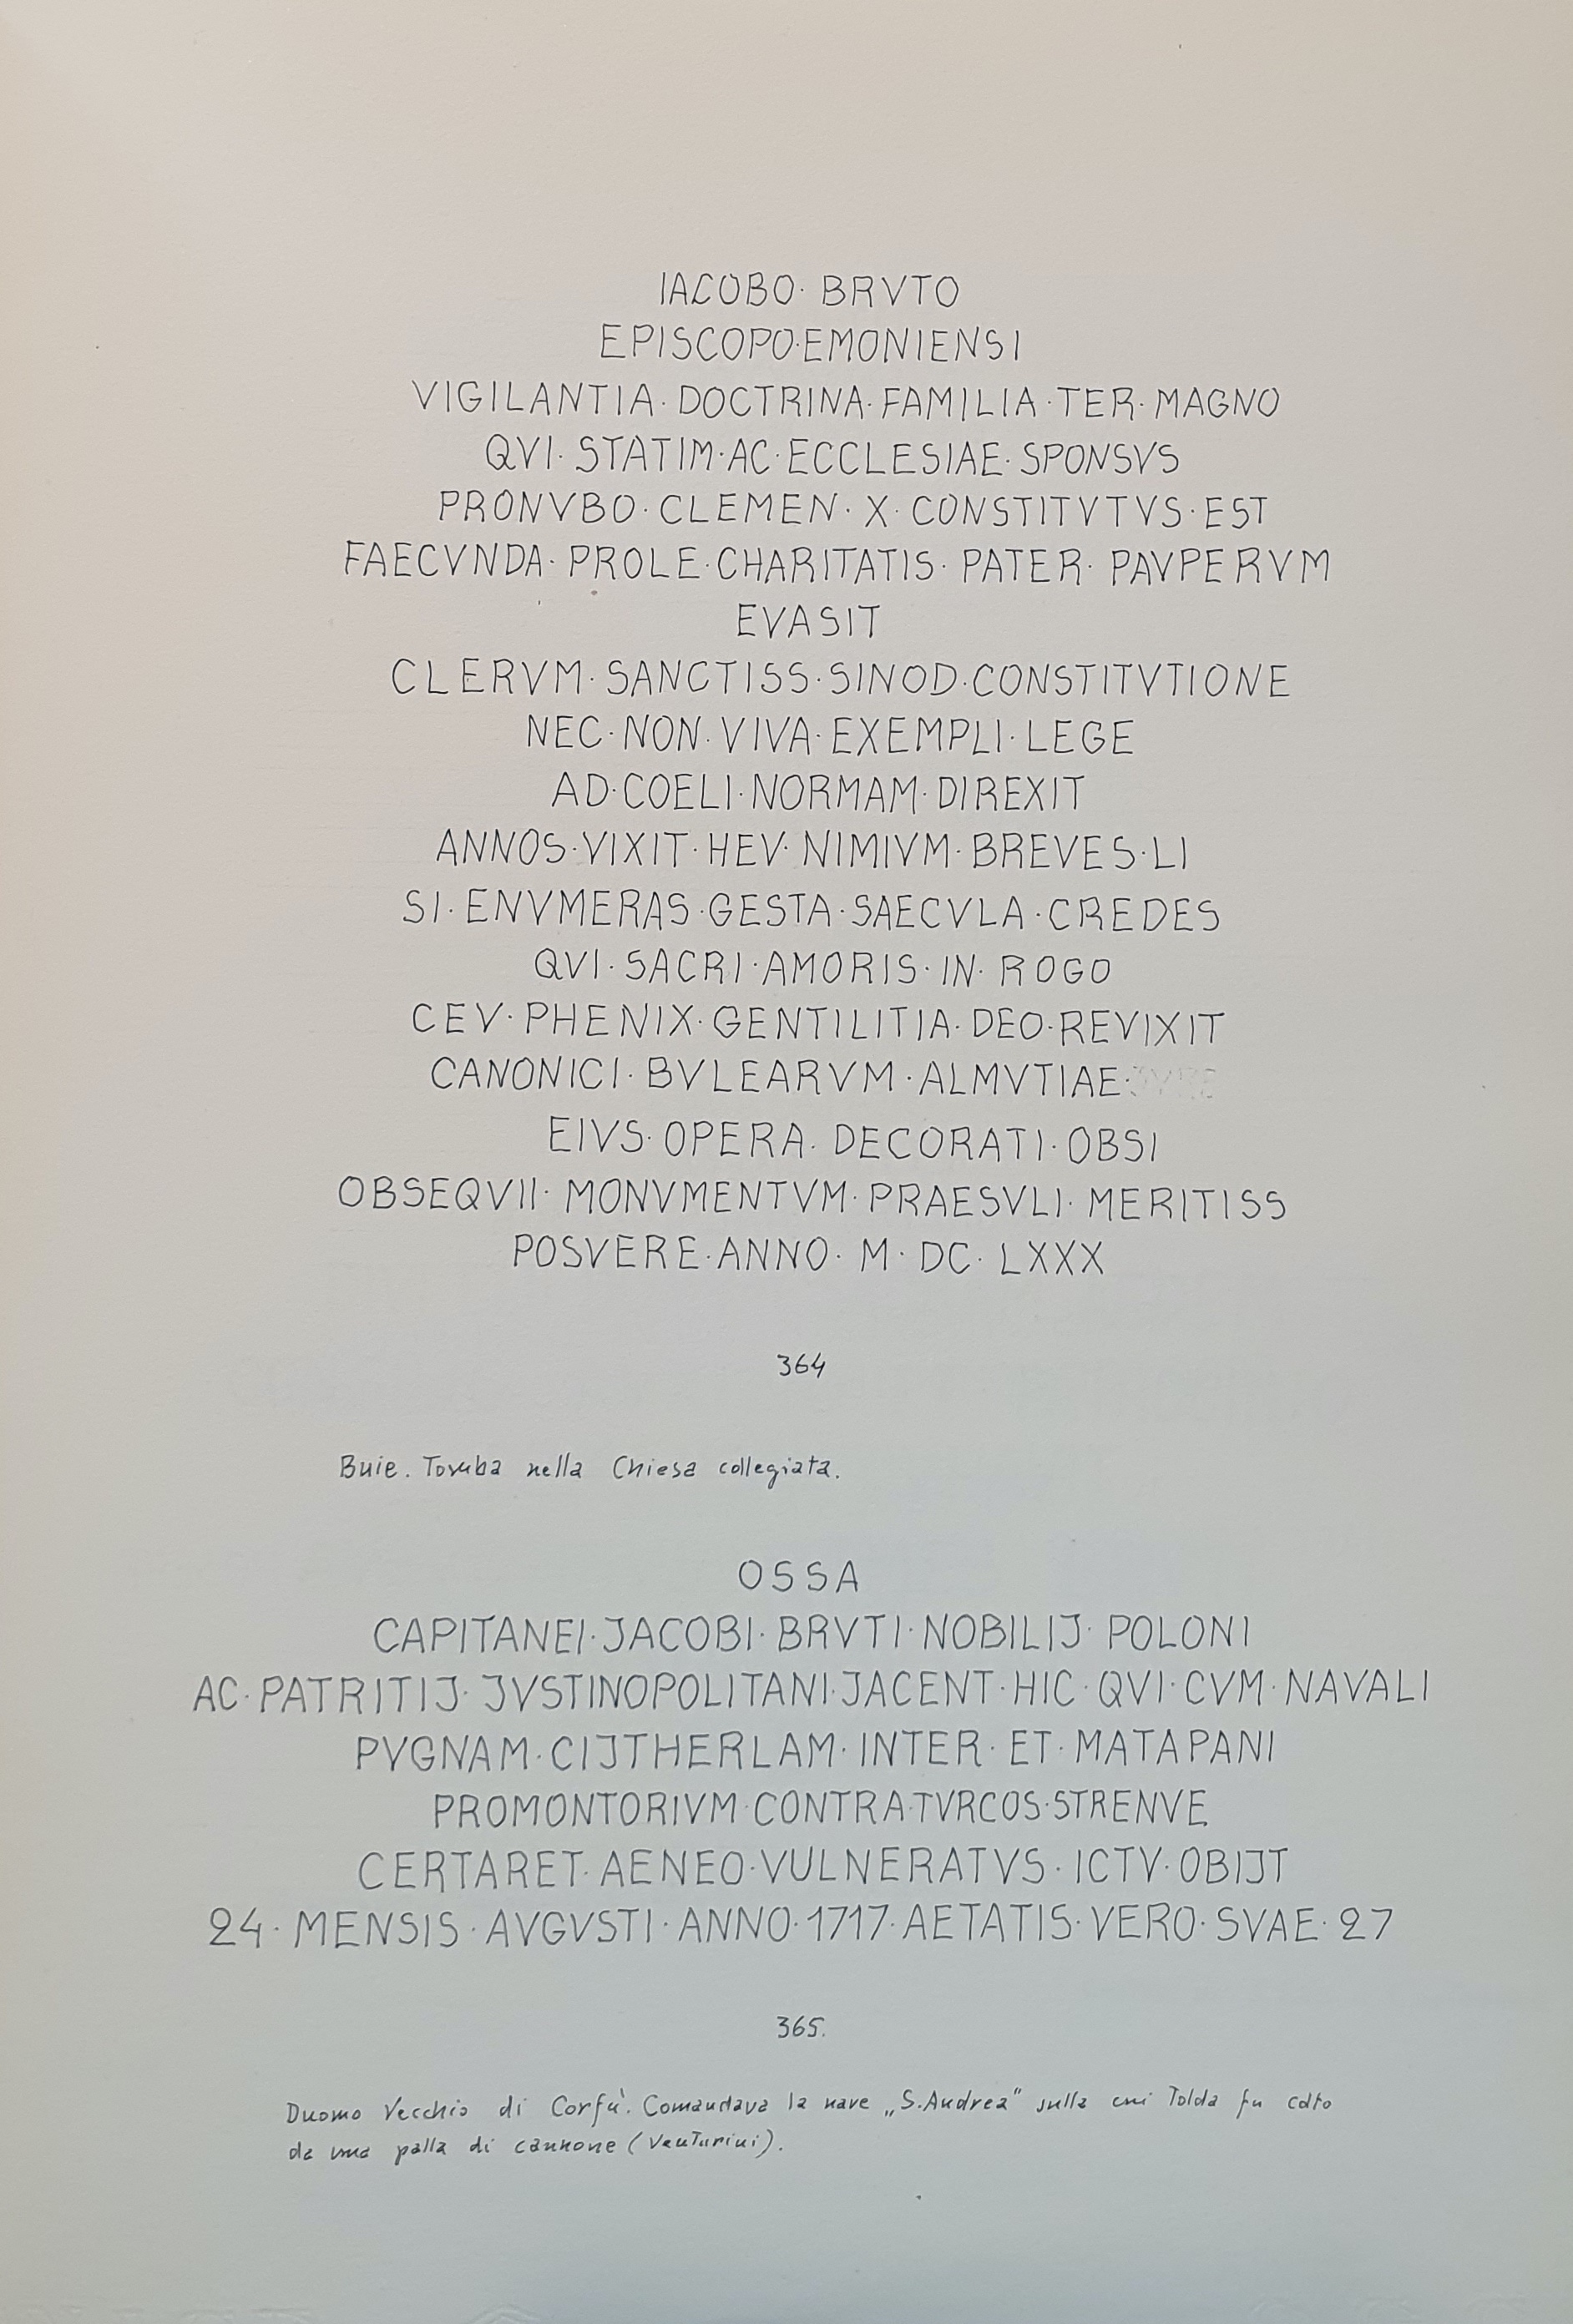 IACOBO· BRVTO
EPISCOPO·EMONIENSI
VIGILANTIA· DOCTRINA· FAMILIA ·TER· MAGNO
QVI· STATIM·AC·ECCLESIAE· SPONSVS
PRONVBO· CLEMEN· X· CONSTITVTVS·EST
FAECVNDA· PROLE·CHARITATIS· PATER· PAVPERVM
EVASIT
CLERVM· SANCTISS·SINOD·CONSTITVTIONE
NEC·NON· VIVA·EXEMPLI·LEGE
AD·COELI·NORMAM·DIREXIT
ANNOS·VIXIT·HEV· NIMIVM·BREVES·LI
SI·ENVMERAS·GESTA·SAECVLA·CREDES
QVI·SACRI·AMORIS·IN· ROGO
CEV·PHENIX·GENTILITIA·DEO·REVIXIT
CANONICI·BVLEARVM·ALMVTIAE·
EIVS·OPERA·DECORATI·OBSI
OBSEQVII· MONVMENTVM·PRAESVLI·MERITISS
POSVERE·ANNO· M· DC· LXXX
364
Buie. Tomba nella Chiesa collegiata.
OSSA
CAPITANEI·JACOBI·BRVTI·NOBILIJ·POLONI
AC·PATRITIJ·JVSTINOPOLITANI·JACENT·HIC·QVI·CVM·NAVALI
PVGNAM·CIJTHERLAM·INTER·ET·MATAPANI
PROMONTORIVM·CONTRA·TVRCOS·STRENVE
CERTARET·AENEO·VULNERATVS·ICTV·OBIJT
24·MENSIS·AVGVSTI·ANNO·1717·AETATIS·VERO·SVAE·27
365.
Duomo Vecchio di Corfù. Comandava la nave „S.Andrea" sulla cui Tolda fu colto
da una palla di cannone (Venturini).